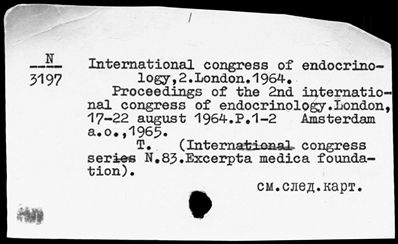 N
3197
International congress of endocrino-
logy,2.London.1964.
Proceedings of the 2nd internatio-
nal congress of endocrinology.London,
17-22 august 1964.P.1-2 Amsterdam
a.o.,1965.
T. (International congress
series N.83.Excerpta medica founda-
tion).
см.след.карт.